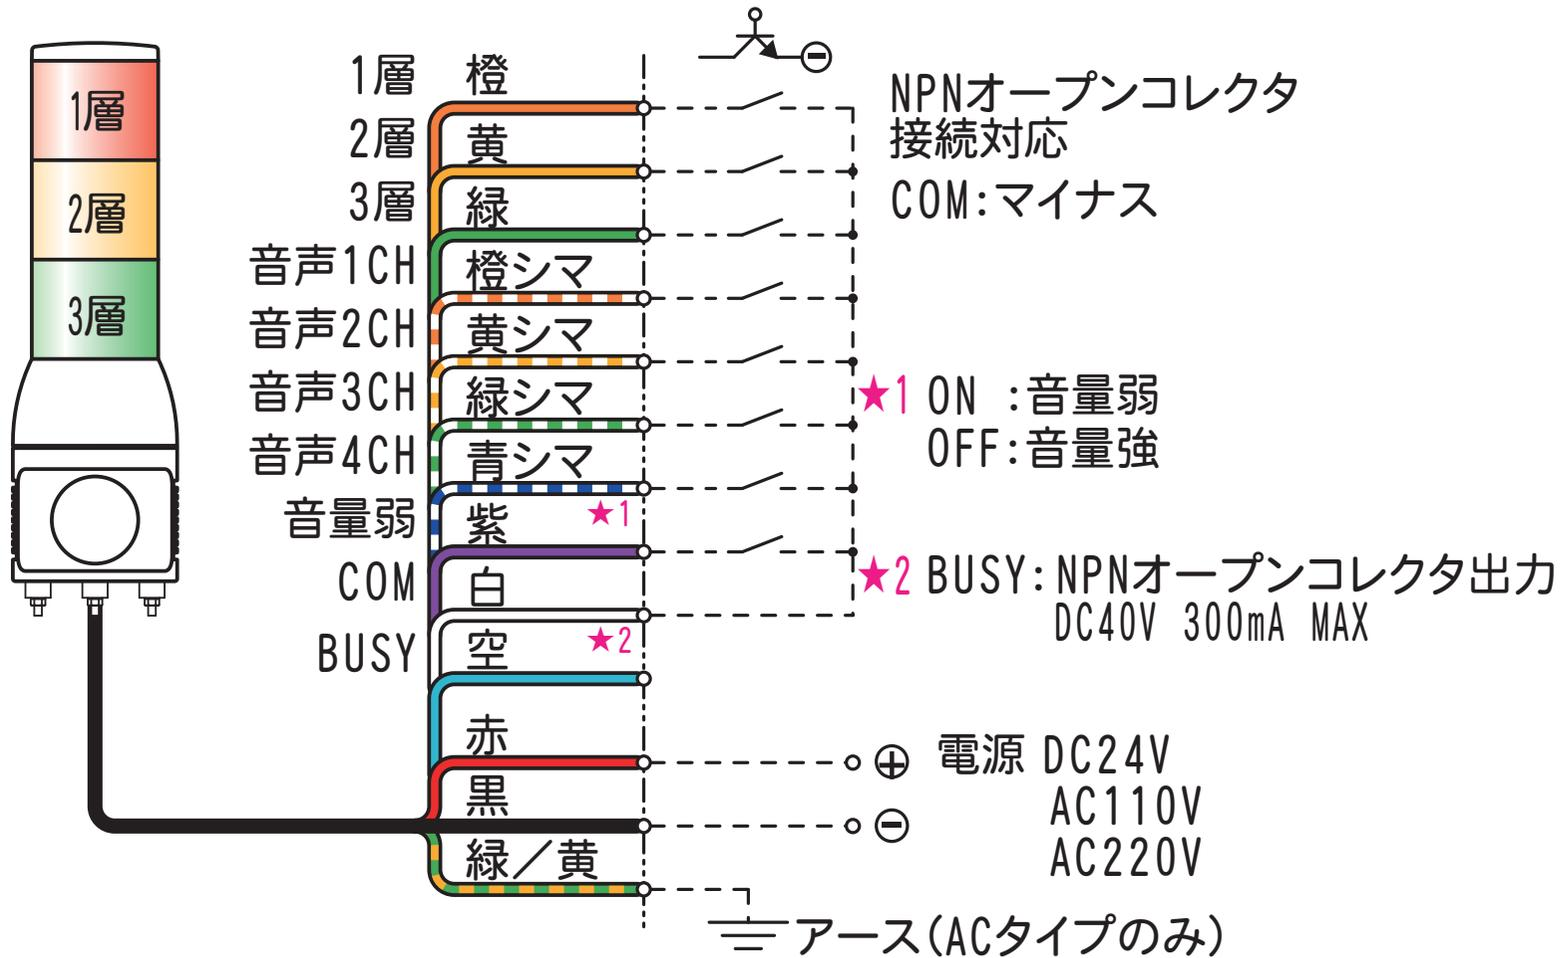 1層
2層
3層
1層 橙
2層 黄
3層 緑
音声1CH 橙シマ
音声2CH 黄シマ
音声3CH 緑シマ
音声4CH 青シマ
音量弱 紫 ★1
COM 白
BUSY 空 ★2
赤
黒
緑／黄
NPNオープンコレクタ
接続対応
COM:マイナス
★1 ON :音量弱
OFF:音量強
★2 BUSY:NPNオープンコレクタ出力
DC40V 300mA MAX
⊕ 電源 DC24V
AC110V
⊖ AC220V
アース(ACタイプのみ)